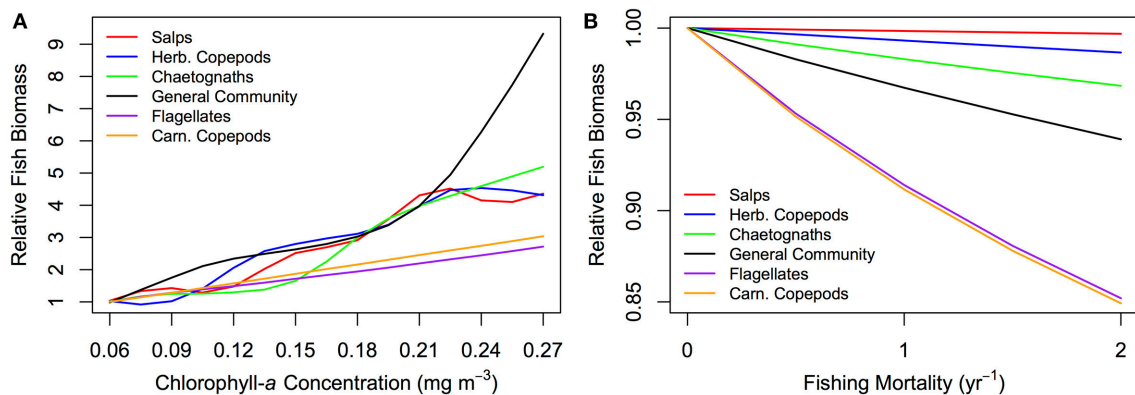 A
Relative Fish Biomass
9
8
7
6
5
4
3
2
1
Salps
Herb. Copepods
Chaetognaths
General Community
Flagellates
Carn. Copepods
0.06 0.09 0.12 0.15 0.18 0.21 0.24 0.27
Chlorophyll-a Concentration (mg m⁻³)
B
Relative Fish Biomass
1.00
0.95
0.90
0.85
Salps
Herb. Copepods
Chaetognaths
General Community
Flagellates
Carn. Copepods
0 1 2
Fishing Mortality (yr⁻¹)